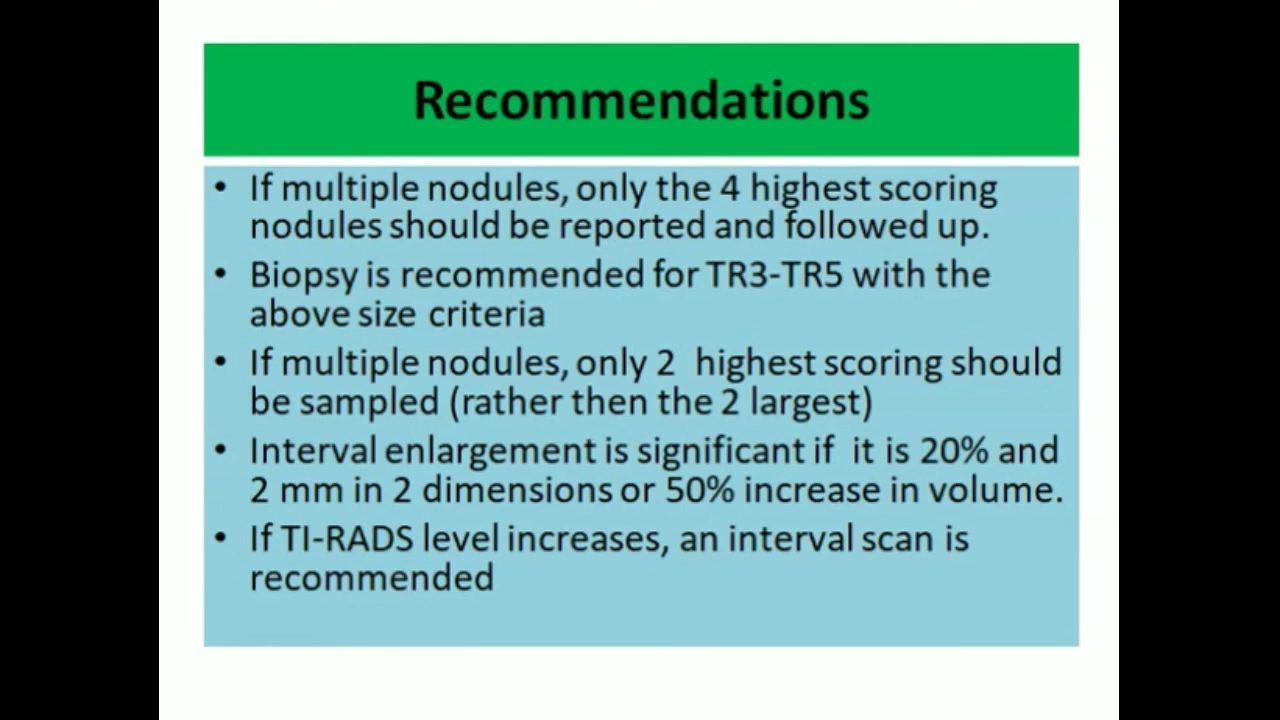 Recommendations
• If multiple nodules, only the 4 highest scoring
nodules should be reported and followed up.
• Biopsy is recommended for TR3-TR5 with the
above size criteria
• If multiple nodules, only 2 highest scoring should
be sampled (rather then the 2 largest)
• Interval enlargement is significant if it is 20% and
2 mm in 2 dimensions or 50% increase in volume.
• If TI-RADS level increases, an interval scan is
recommended